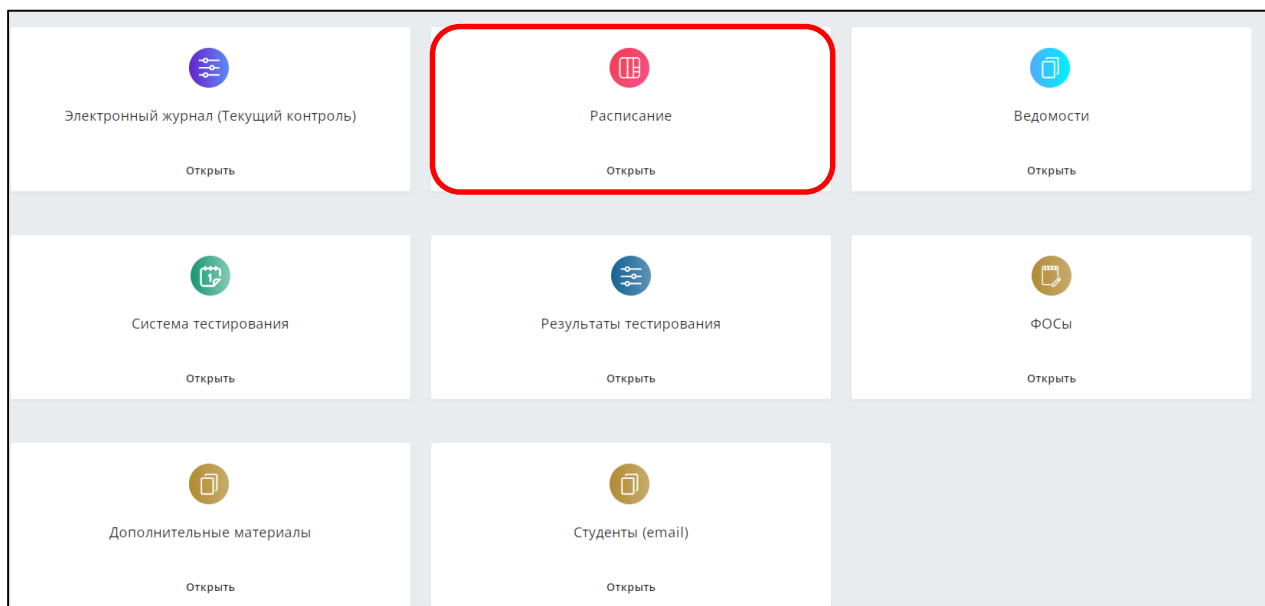 Электронный журнал (Текущий контроль)
Открыть
Расписание
Открыть
Ведомости
Открыть
Система тестирования
Открыть
Результаты тестирования
Открыть
ФОСы
Открыть
Дополнительные материалы
Открыть
Студенты (email)
Открыть